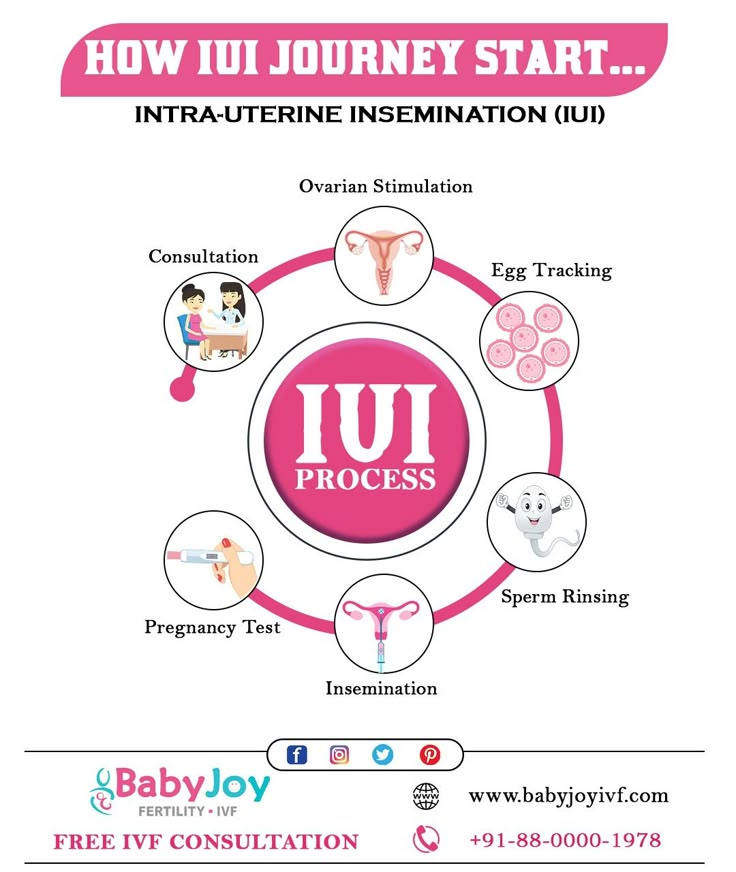 HOW IUI JOURNEY START...
INTRA-UTERINE INSEMINATION (IUI)
Ovarian Stimulation
Consultation
Egg Tracking
IUI
PROCESS
Sperm Rinsing
Pregnancy Test
Insemination
BabyJoy
FERTILITY • IVF
www
www.babyjoyivf.com
FREE IVF CONSULTATION
+91-88-0000-1978